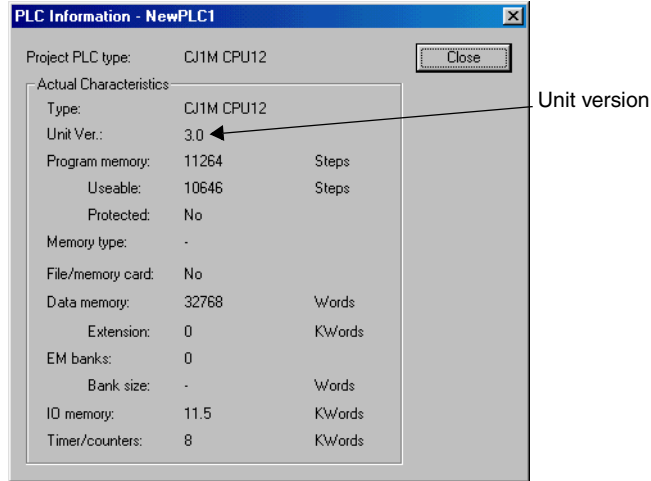 PLC Information - NewPLC1
Project PLC type: CJ1M CPU12 Close
Actual Characteristics
Type: CJ1M CPU12
Unit version
Unit Ver.: 3.0
Program memory: 11264 Steps
Useable: 10646 Steps
Protected: No
Memory type: -
File/memory card: No
Data memory: 32768 Words
Extension: 0 KWords
EM banks: 0
Bank size: - Words
IO memory: 11.5 KWords
Timer/counters: 8 KWords